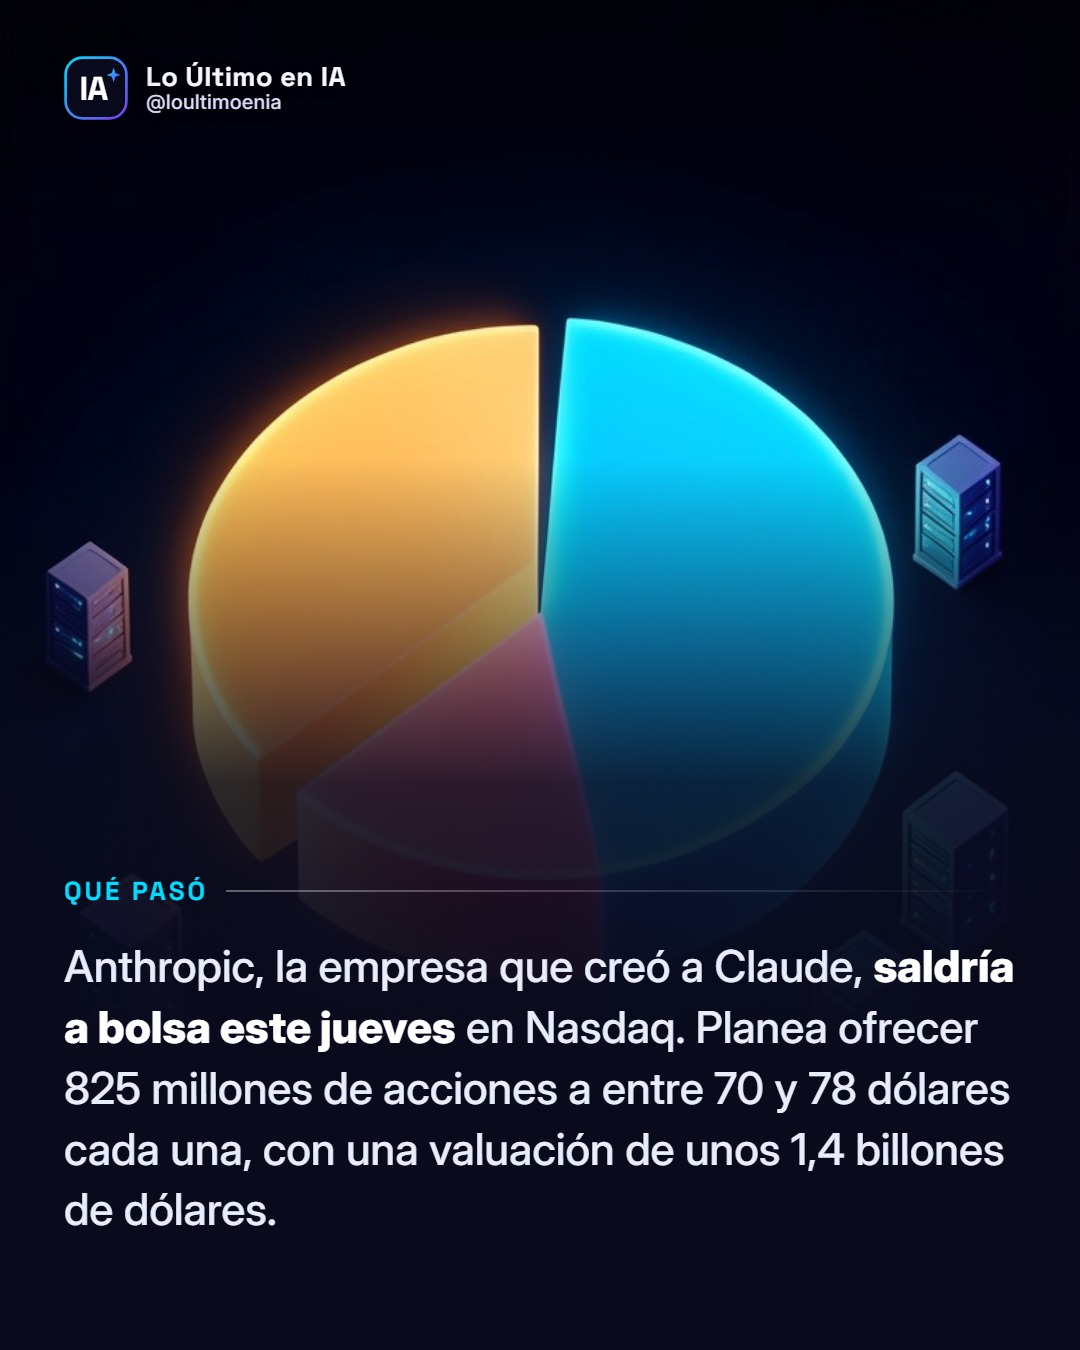 IA
Lo Último en IA
@loultimoenia
QUÉ PASÓ
Anthropic, la empresa que creó a Claude, saldría
a bolsa este jueves en Nasdaq. Planea ofrecer
825 millones de acciones a entre 70 y 78 dólares
cada una, con una valuación de unos 1,4 billones
de dólares.